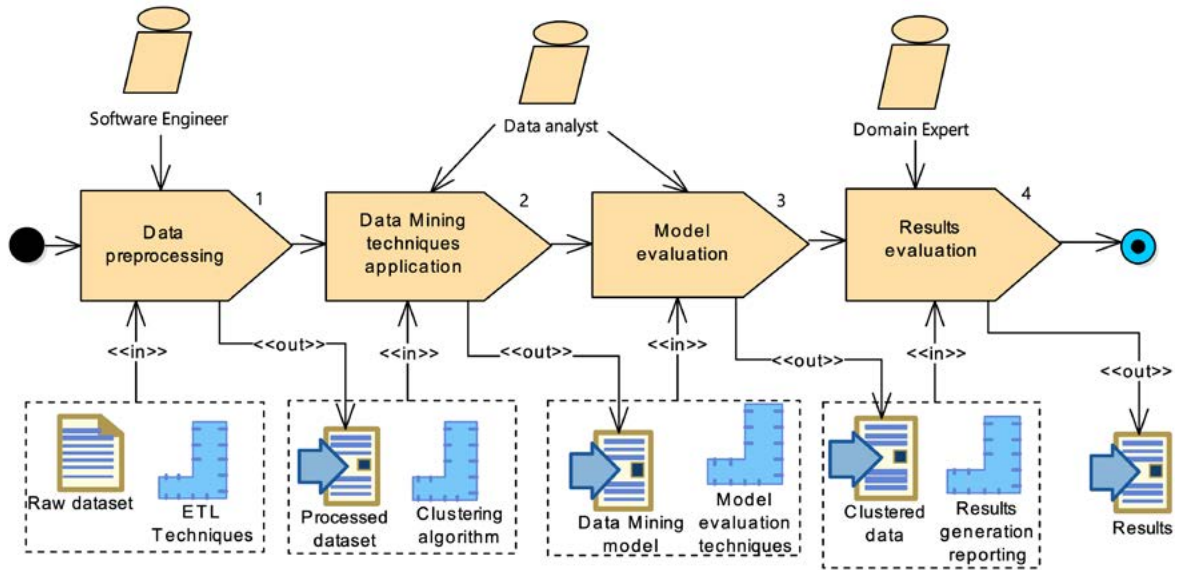 Software Engineer
Data analyst
Domain Expert
1
Data
preprocessing
2
Data Mining
techniques
application
3
Model
evaluation
4
Results
evaluation
<<in>>
<<out>>
<<in>>
<<out>>
<<in>>
<<out>>
<<in>>
<<out>>
Raw dataset
ETL
Techniques
Processed
dataset
Clustering
algorithm
Data Mining
model
Model
evaluation
techniques
Clustered
data
Results
generation
reporting
Results